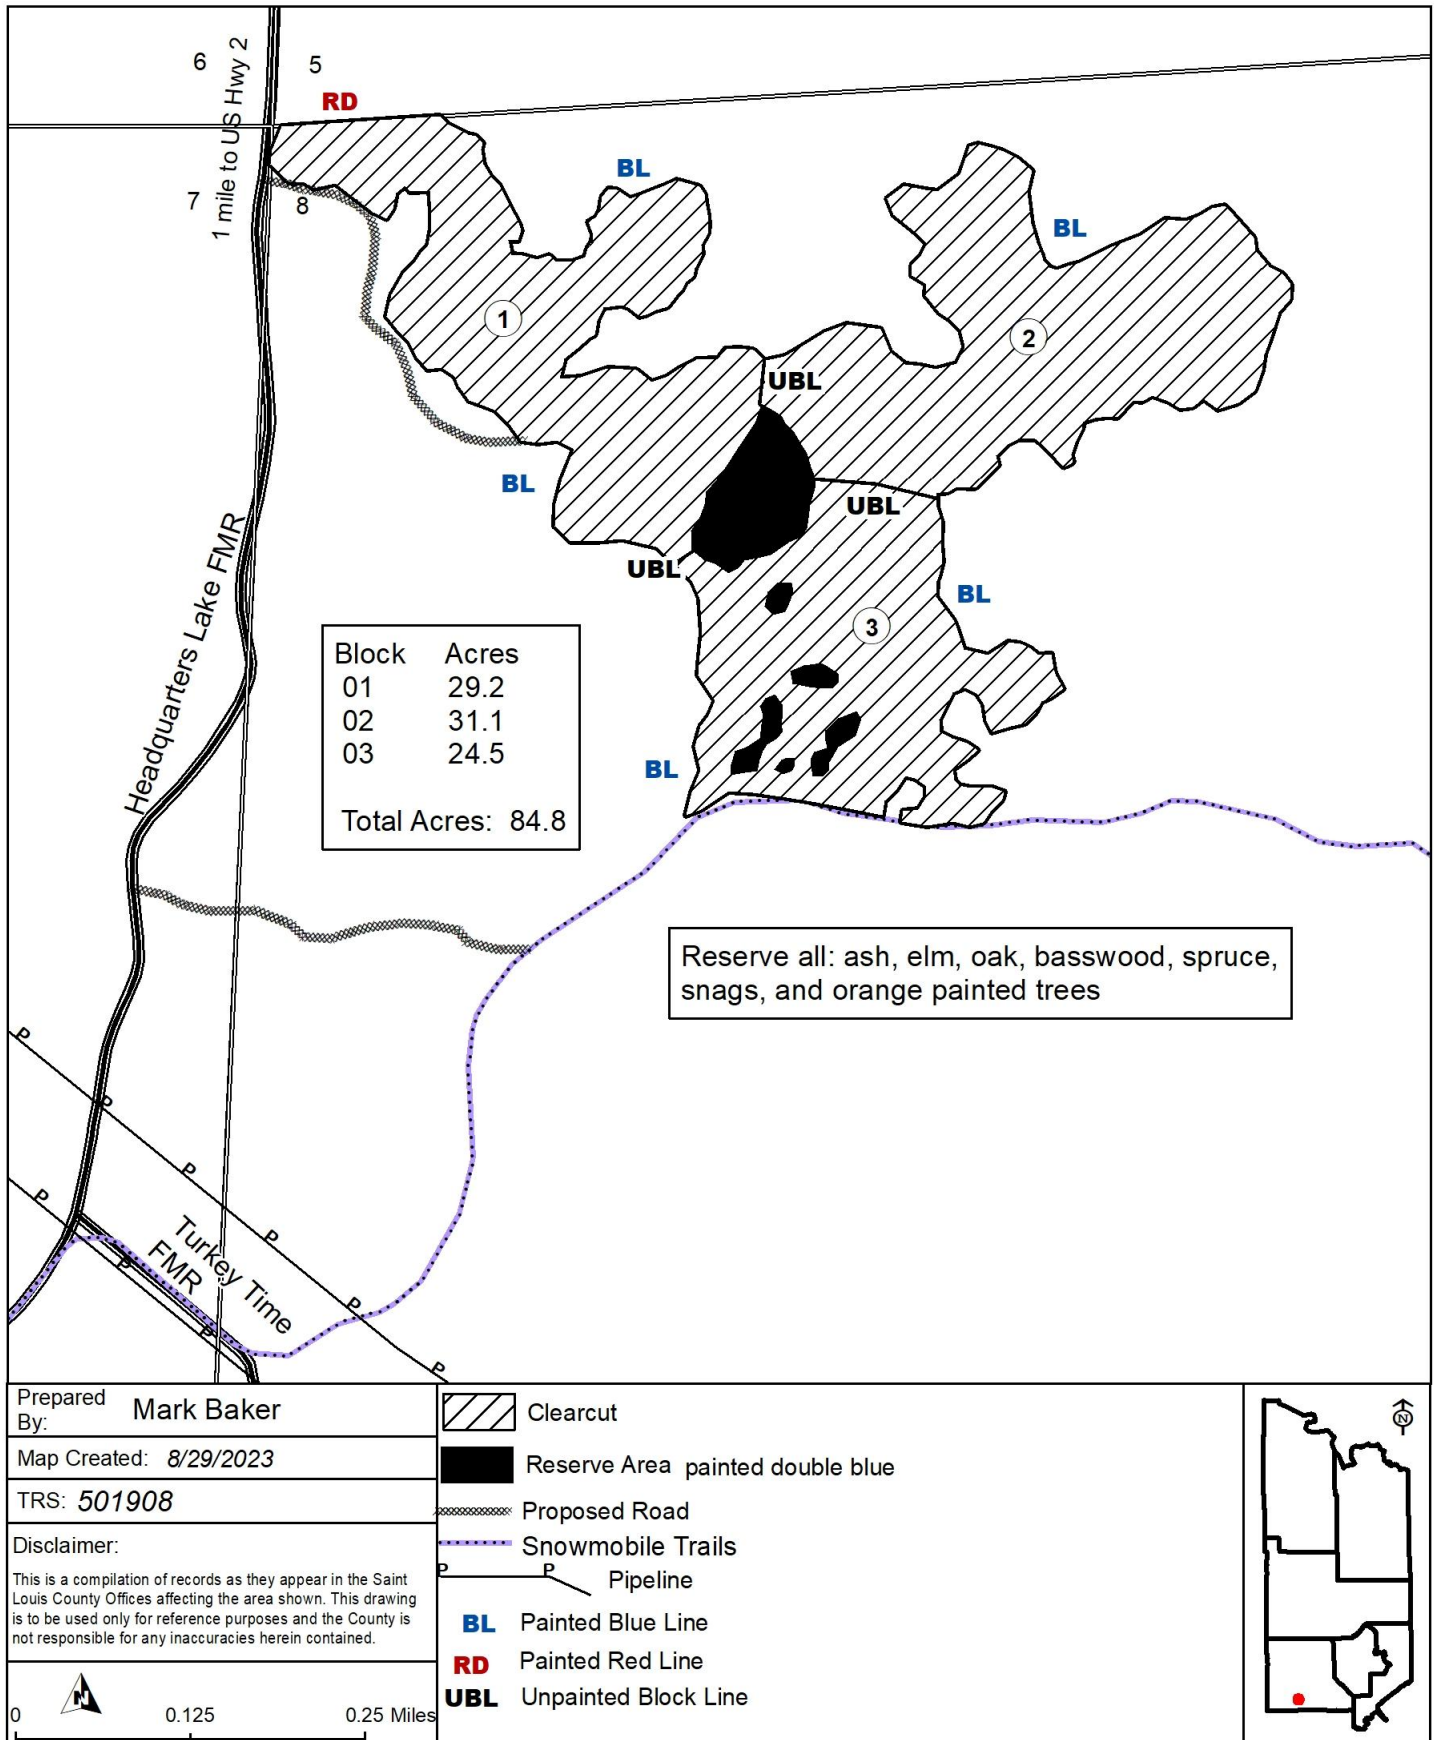 6
5
1 mile to US Hwy 2
RD
BL
7
8
BL
1
2
UBL
BL
UBL
Headquarters Lake FMR
UBL
BL
3
Block Acres
01 29.2
02 31.1
03 24.5
Total Acres: 84.8
BL
Reserve all: ash, elm, oak, basswood, spruce,
snags, and orange painted trees
P
P
P
P
P
P
P
P
P
Turkey Time
FMR
Prepared
By:
Mark Baker
Map Created: 8/29/2023
TRS: 501908
Disclaimer:
This is a compilation of records as they appear in the Saint
Louis County Offices affecting the area shown. This drawing
is to be used only for reference purposes and the County is
not responsible for any inaccuracies herein contained.
N
0 0.125 0.25 Miles
Clearcut
Reserve Area painted double blue
Proposed Road
Snowmobile Trails
P P Pipeline
BL Painted Blue Line
RD Painted Red Line
UBL Unpainted Block Line
N